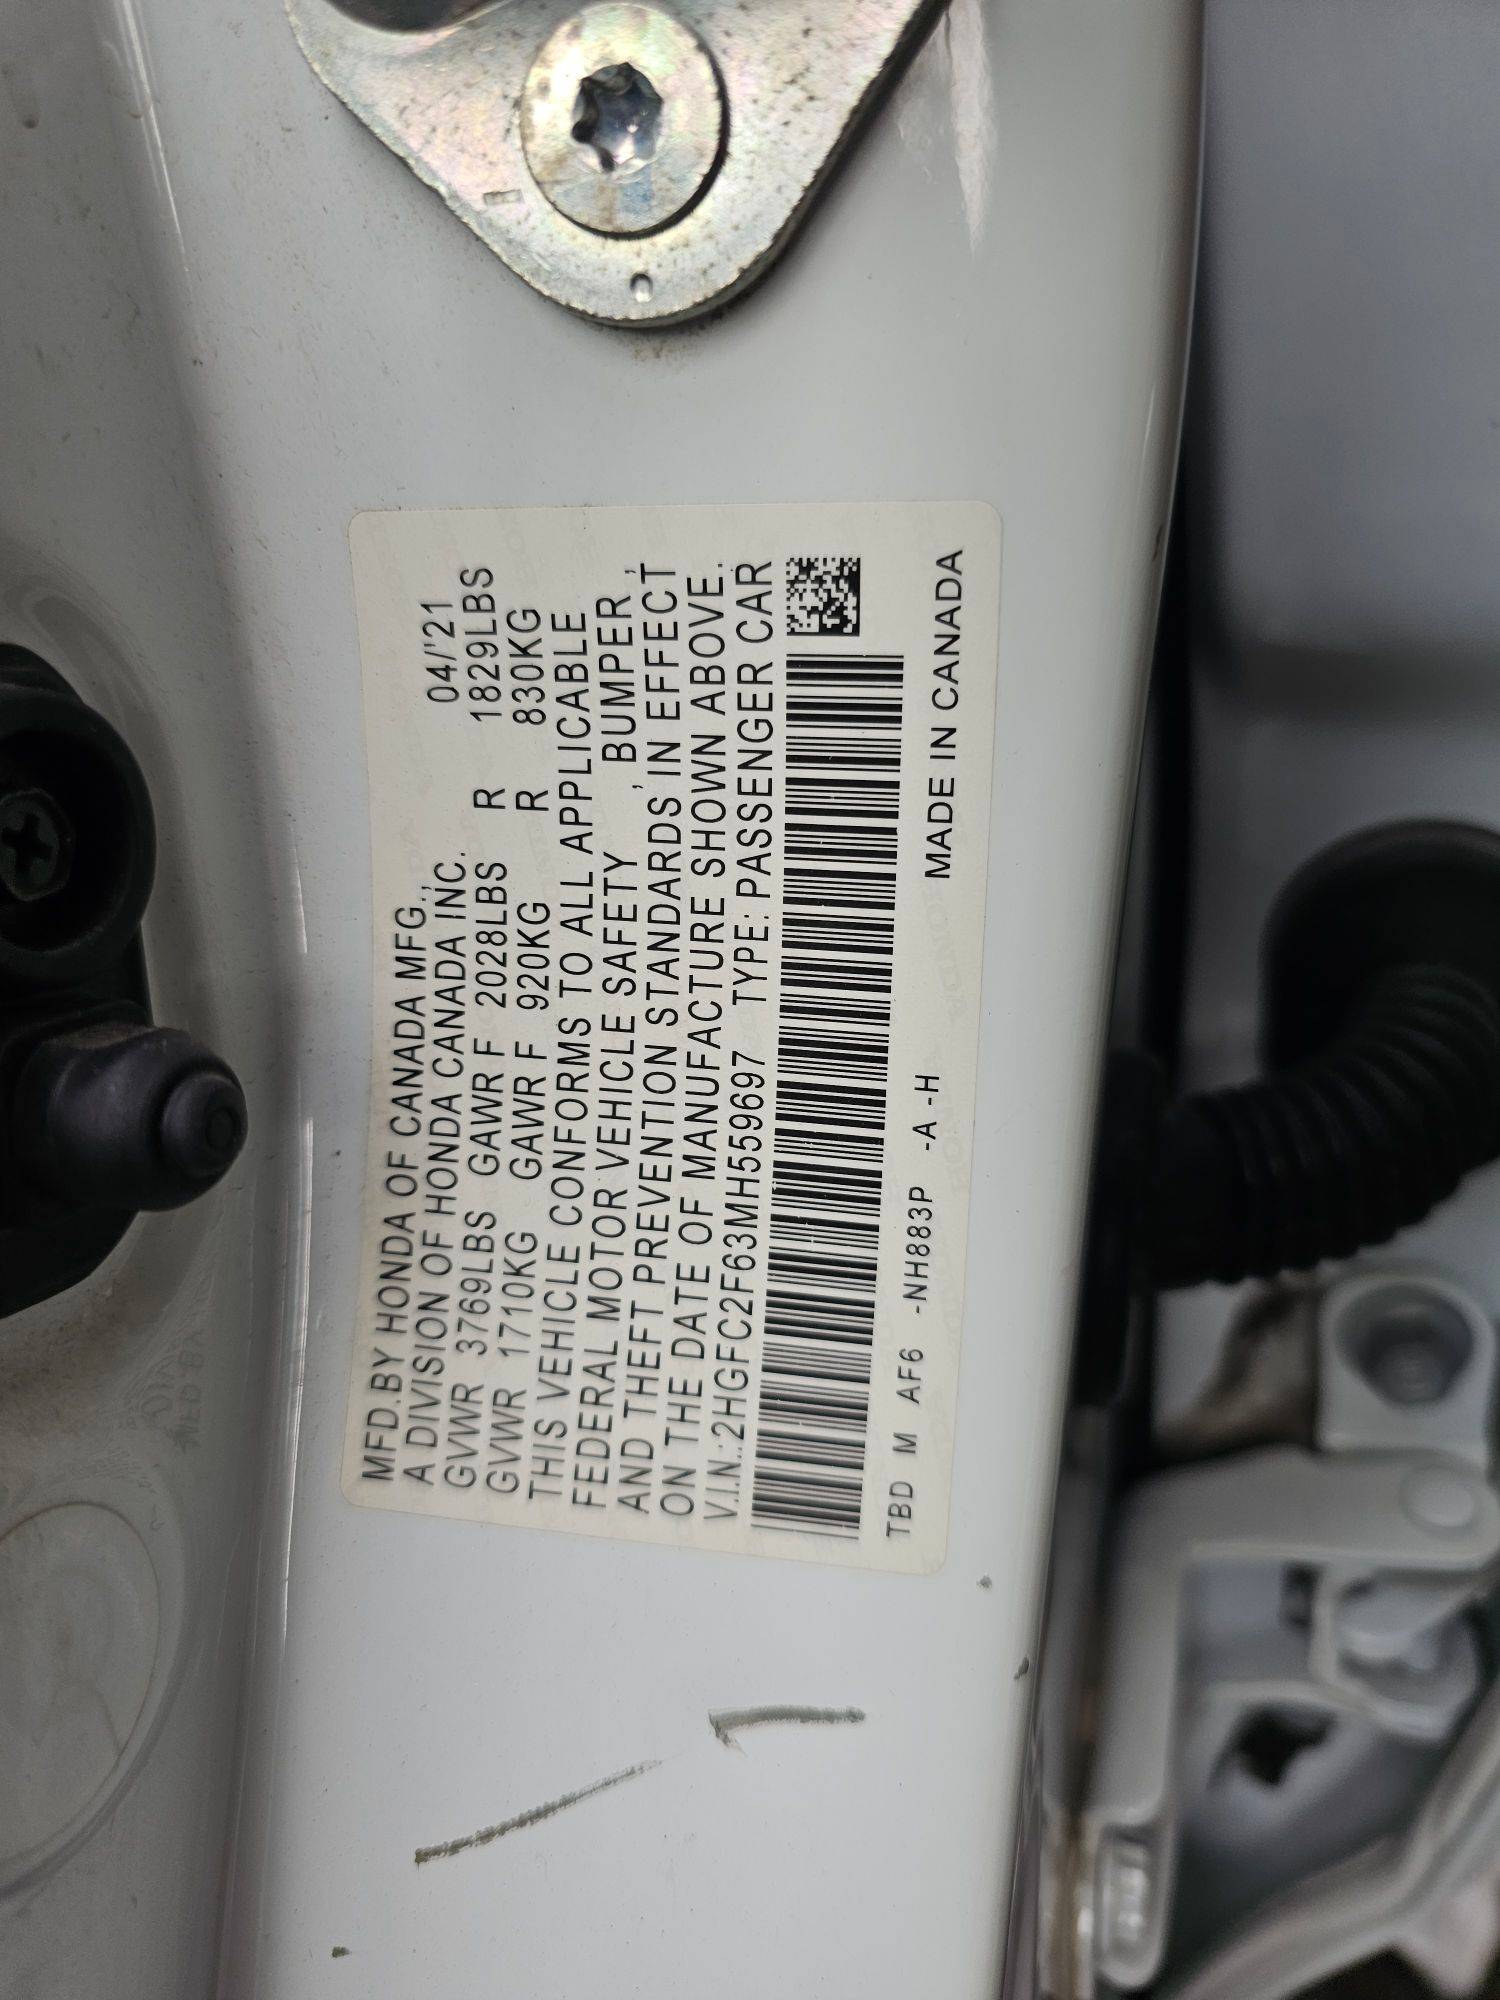 MFD.BY HONDA OF CANADA MFG.,
A DIVISION OF HONDA CANADA INC. 04/'21
GVWR 3769LBS GAWR F 2028LBS R 1829LBS
GVWR 1710KG GAWR F 920KG R 830KG
THIS VEHICLE CONFORMS TO ALL APPLICABLE
FEDERAL MOTOR VEHICLE SAFETY, BUMPER,
AND THEFT PREVENTION STANDARDS IN EFFECT
ON THE DATE OF MANUFACTURE SHOWN ABOVE.
V.I.N.:2HGFC2F63MH559697 TYPE: PASSENGER CAR
TBD M AF6 -NH883P -A -H MADE IN CANADA